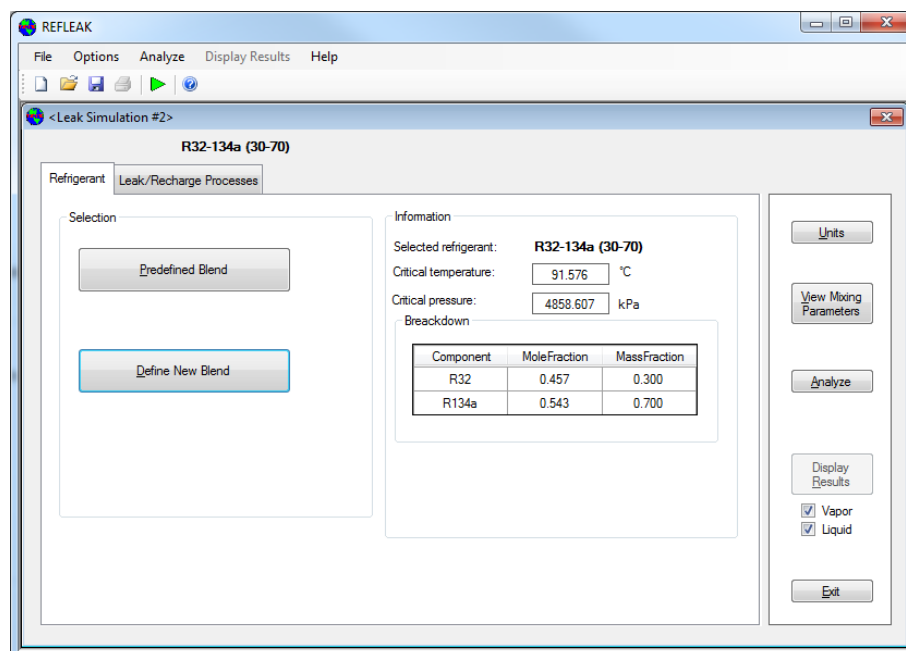 REFLEAK
File Options Analyze Display Results Help
<Leak Simulation #2>
R32-134a (30-70)
Refrigerant Leak/Recharge Processes
Selection
Predefined Blend
Define New Blend
Information
Selected refrigerant: R32-134a (30-70)
Critical temperature: 91.576 °C
Critical pressure: 4858.607 kPa
Breackdown
Component MoleFraction MassFraction
R32 0.457 0.300
R134a 0.543 0.700
Units
View Mixing
Parameters
Analyze
Display
Results
Vapor
Liquid
Exit